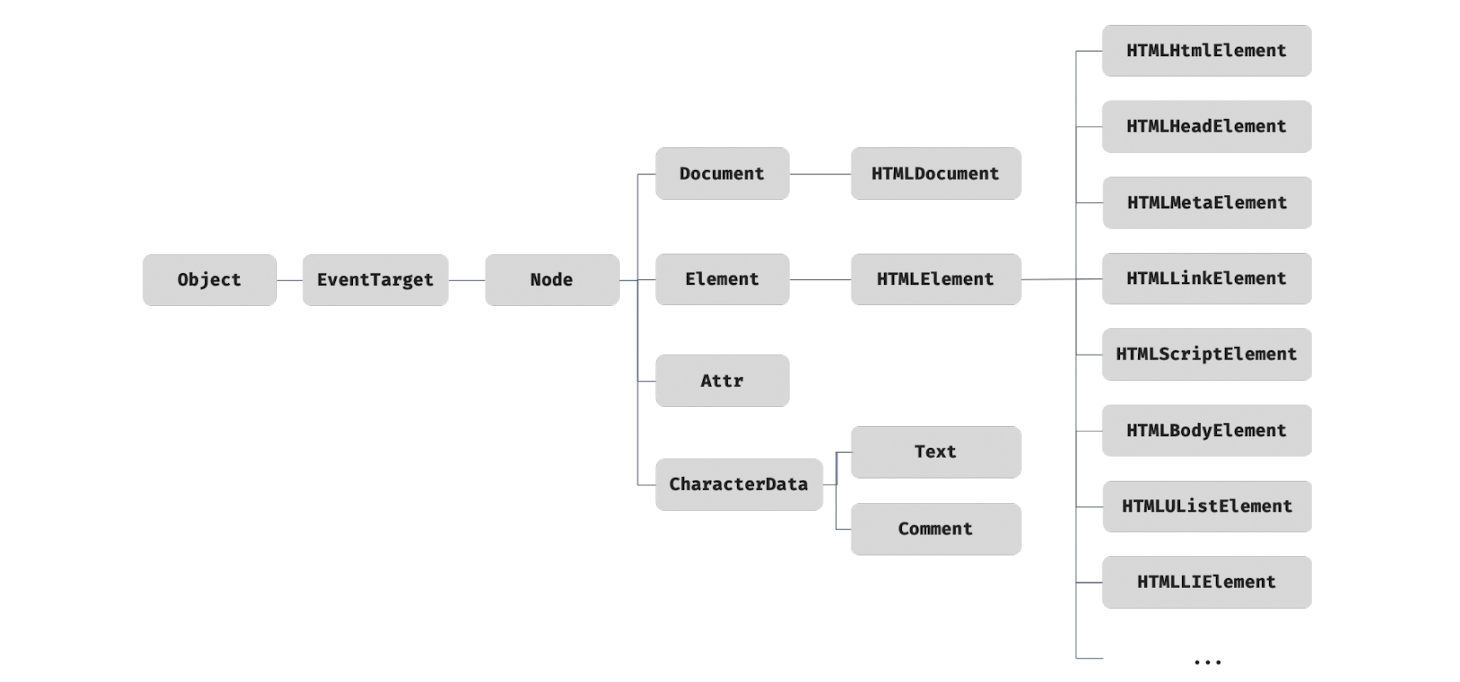 Object
EventTarget
Node
Document
HTMLDocument
Element
HTMLElement
Attr
CharacterData
Text
Comment
HTMLHtmlElement
HTMLHeadElement
HTMLMetaElement
HTMLLinkElement
HTMLScriptElement
HTMLBodyElement
HTMLUListElement
HTMLLIElement
...